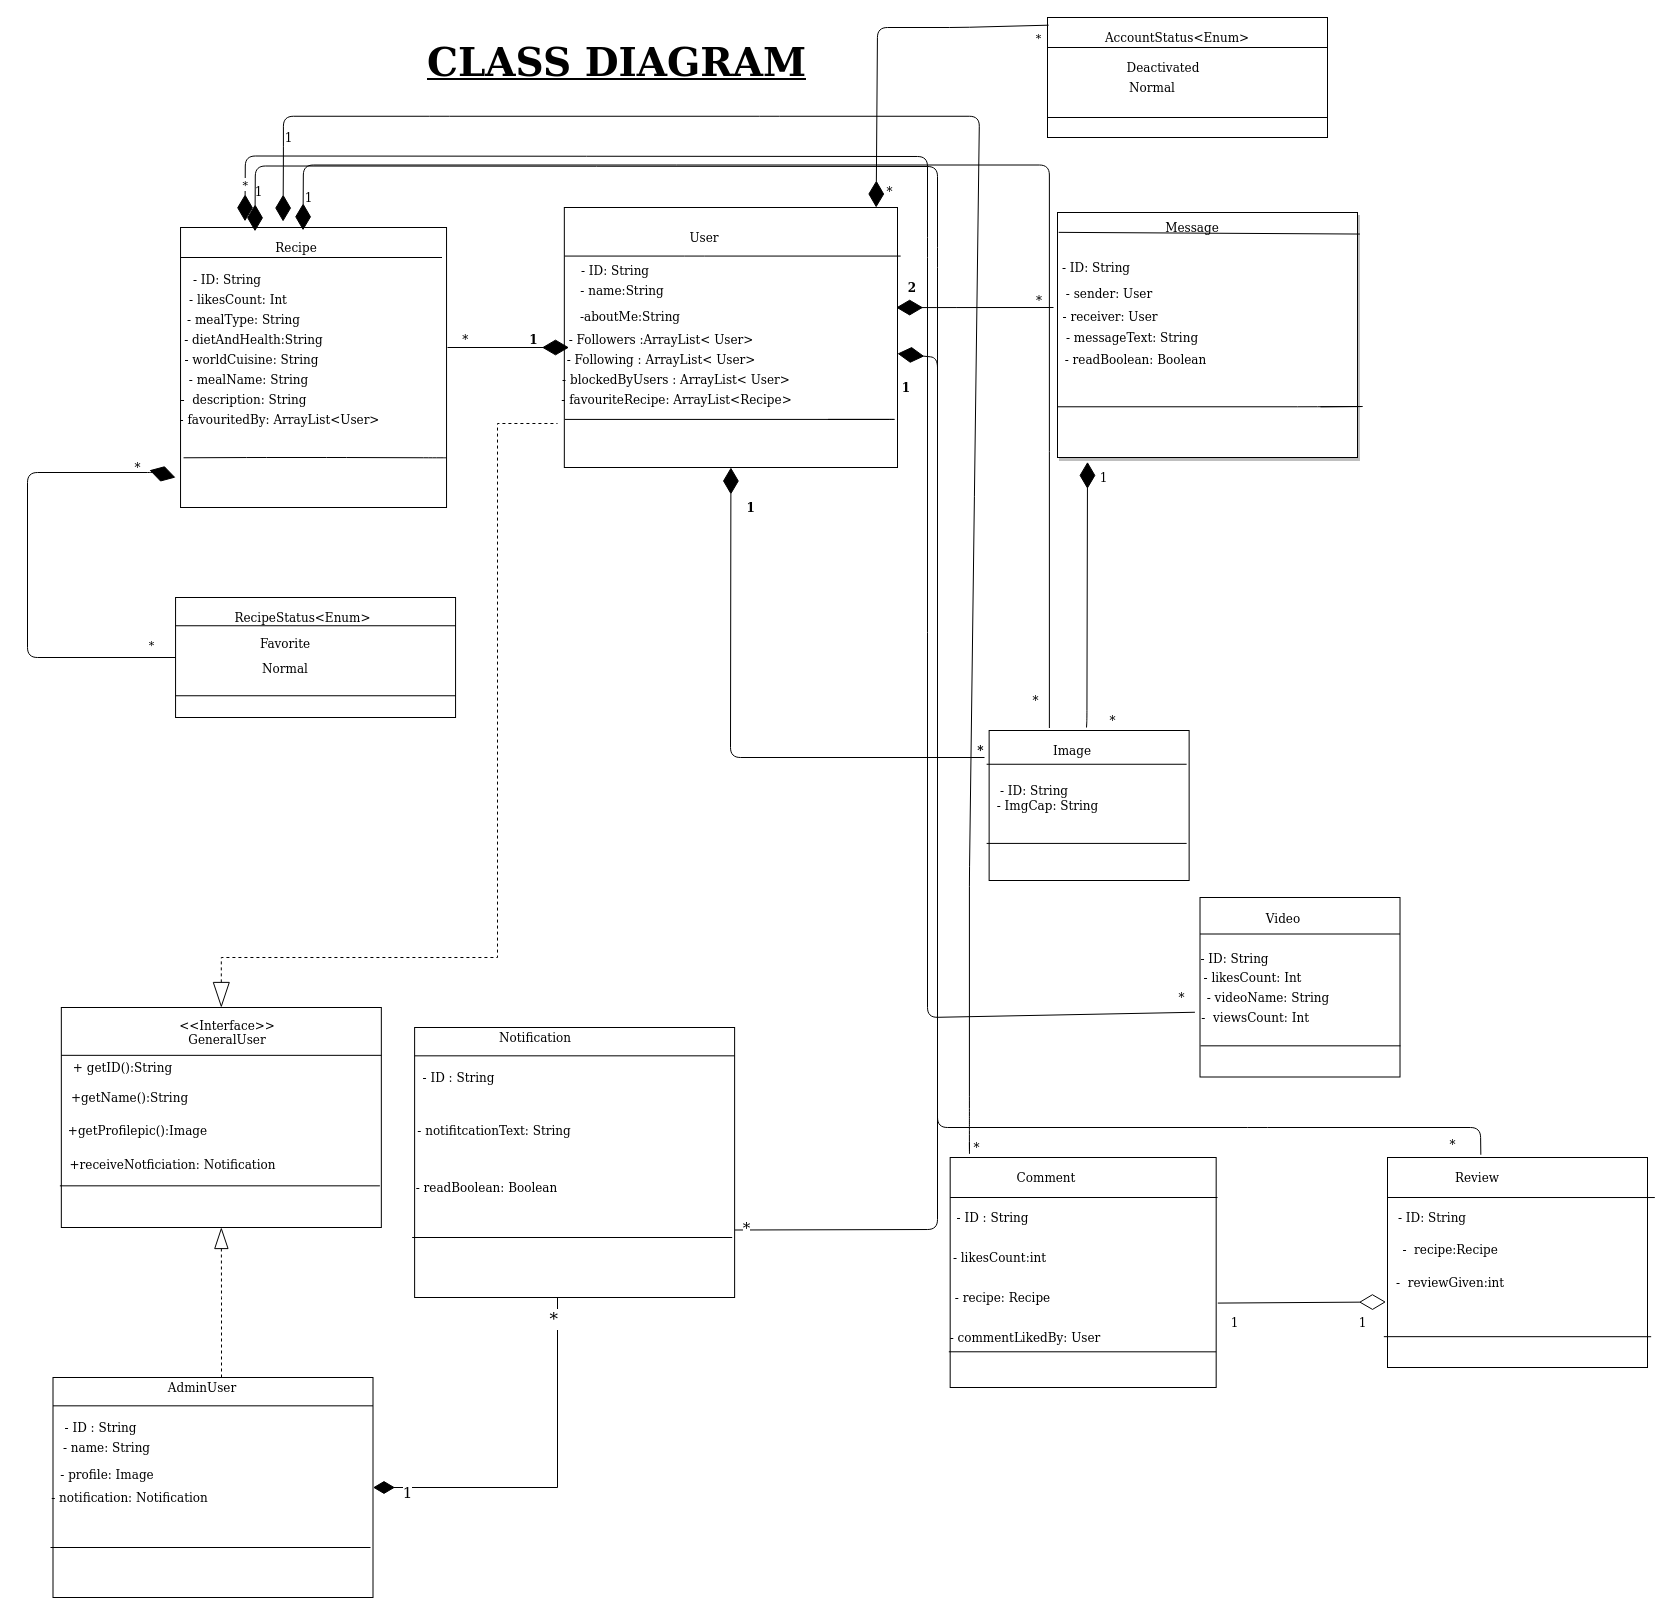 CLASS DIAGRAM
AccountStatus<Enum>
Deactivated
Normal
*
*
1
*
1
1
Recipe
- ID: String
- likesCount: Int
- mealType: String
- dietAndHealth:String
- worldCuisine: String
- mealName: String
- description: String
- favouritedBy: ArrayList<User>
*
1
User
- ID: String
- name:String
-aboutMe:String
- Followers :ArrayList< User>
- Following : ArrayList< User>
- blockedByUsers : ArrayList< User>
- favouriteRecipe: ArrayList<Recipe>
2
*
1
1
Message
- ID: String
- sender: User
- receiver: User
- messageText: String
- readBoolean: Boolean
1
*
*
RecipeStatus<Enum>
Favorite
Normal
*
*
*
Image
- ID: String
- ImgCap: String
Video
- ID: String
- likesCount: Int
- videoName: String
- viewsCount: Int
*
<<Interface>>
GeneralUser
+ getID():String
+getName():String
+getProfilepic():Image
+receiveNotficiation: Notification
Notification
- ID : String
- notifitcationText: String
- readBoolean: Boolean
*
*
*
*
Comment
- ID : String
- likesCount:int
- recipe: Recipe
- commentLikedBy: User
1
1
Review
- ID: String
- recipe:Recipe
- reviewGiven:int
AdminUser
- ID : String
- name: String
- profile: Image
- notification: Notification
1